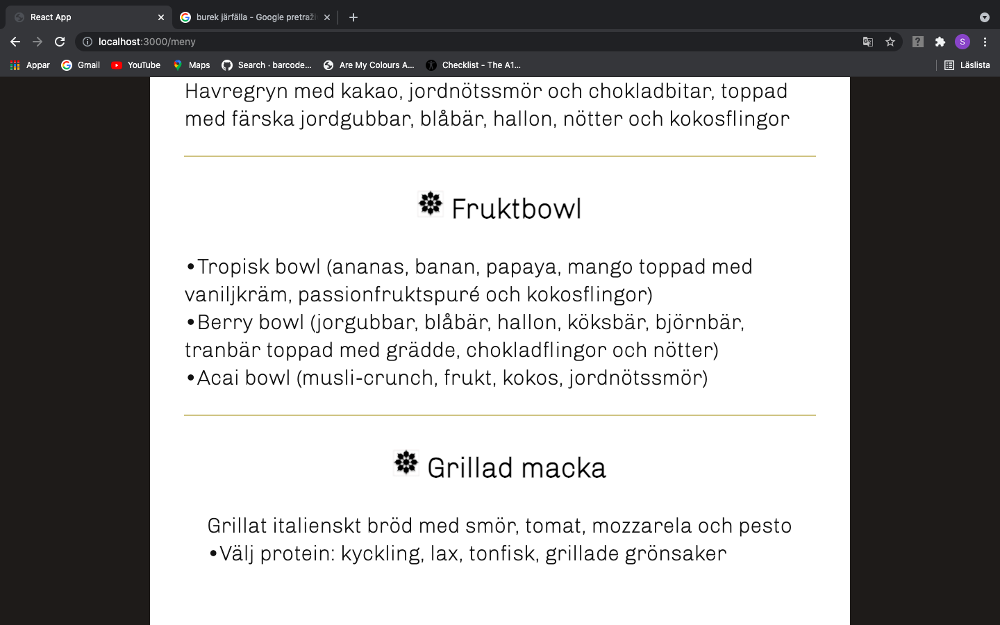 React App
burek järfälla - Google pretraži
localhost:3000/meny
S
Appar
Gmail
YouTube
Maps
Search · barcode...
Are My Colours A...
Checklist - The A1...
Läslista
Havregryn med kakao, jordnötssmör och chokladbitar, toppad
med färska jordgubbar, blåbär, hallon, nötter och kokosflingor
Fruktbowl
•Tropisk bowl (ananas, banan, papaya, mango toppad med
vaniljkräm, passionfruktspuré och kokosflingor)
•Berry bowl (jorgubbar, blåbär, hallon, köksbär, björnbär,
tranbär toppad med grädde, chokladflingor och nötter)
•Acai bowl (musli-crunch, frukt, kokos, jordnötssmör)
Grillad macka
Grillat italienskt bröd med smör, tomat, mozzarela och pesto
•Välj protein: kyckling, lax, tonfisk, grillade grönsaker